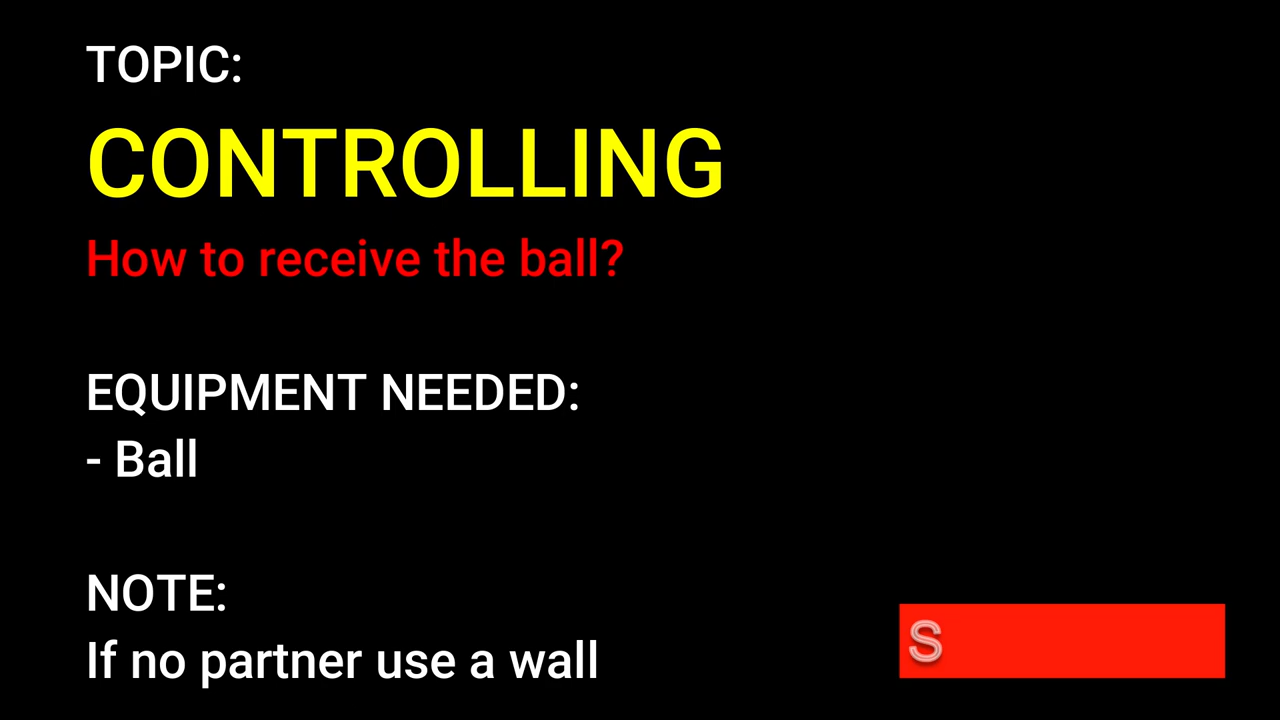 TOPIC:
CONTROLLING
How to receive the ball?
EQUIPMENT NEEDED:
- Ball
NOTE:
If no partner use a wall
S